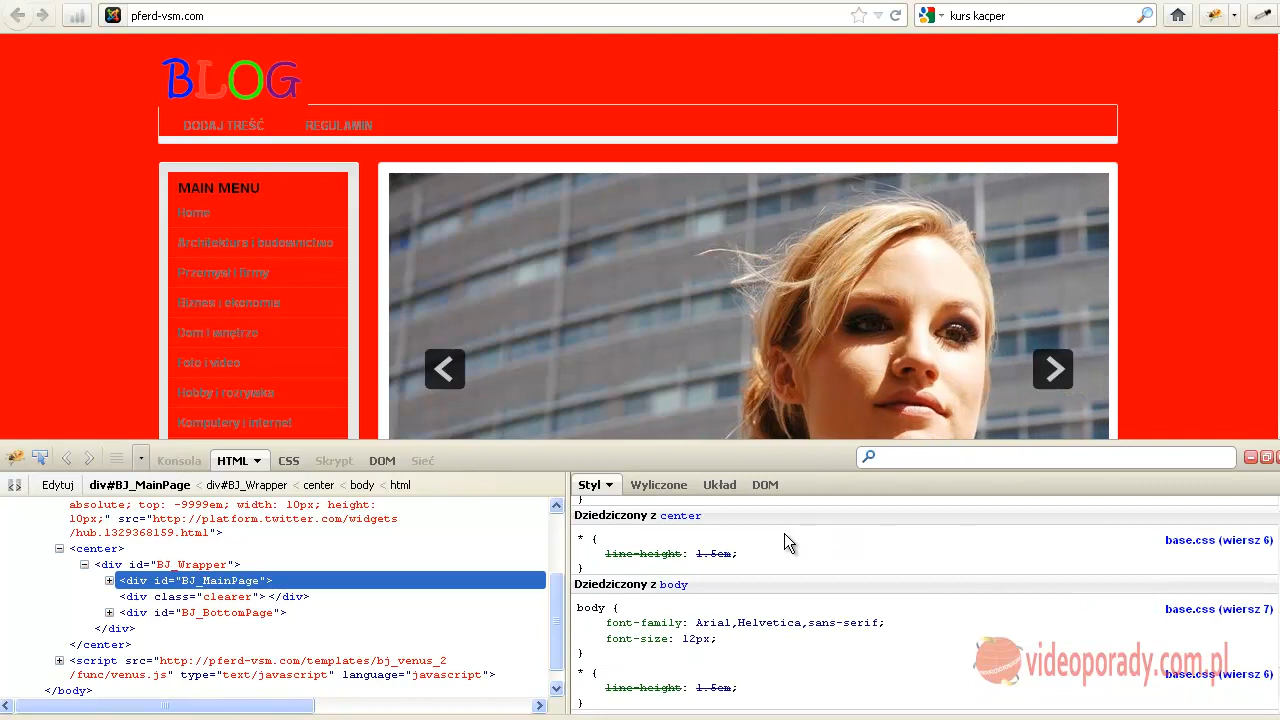 pferd-vsm.com
kurs kacper
BLOG
DODAJ TREŚĆ REGULAMIN
MAIN MENU
Home
Architektura i budownictwo
Przemysł i firmy
Biznes i ekonomia
Dom i wnętrze
Foto i video
Hobby i rozrywka
Komputery i internet
Konsola HTML CSS Skrypt DOM Sieć
Edytuj div#BJ_MainPage < div#BJ_Wrapper < center < body < html
Styl Wyliczone Układ DOM
absolute; top: -9999em; width: 10px; height:
10px;" src="http://platform.twitter.com/widgets
/hub.1329368159.html">
<center>
<div id="BJ_Wrapper">
<div id="BJ_MainPage">
<div class="clearer"> </div>
<div id="BJ_BottomPage">
</div>
</center>
<script src="http://pferd-vsm.com/templates/bj_venus_2
/func/venus.js" type="text/javascript" language="javascript">
</body>
}
Dziedziczony z center
* { base.css (wiersz 6)
line-height: 1.5em;
}
Dziedziczony z body
body { base.css (wiersz 7)
font-family: Arial,Helvetica,sans-serif;
font-size: 12px;
}
* { base.css (wiersz 6)
line-height: 1.5em;
}
videoporady.com.pl